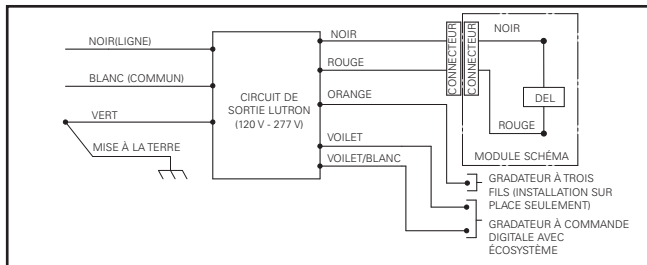 NOIR(LIGNE)
BLANC (COMMUN)
VERT
MISE À LA TERRE
CIRCUIT DE
SORTIE LUTRON
(120 V - 277 V)
NOIR
ROUGE
ORANGE
VOILET
VOILET/BLANC
CONNECTEUR
CONNECTEUR
NOIR
DEL
ROUGE
MODULE SCHÉMA
GRADATEUR À TROIS
FILS (INSTALLATION SUR
PLACE SEULEMENT)
GRADATEUR À COMMANDE
DIGITALE AVEC
ÉCOSYSTÈME